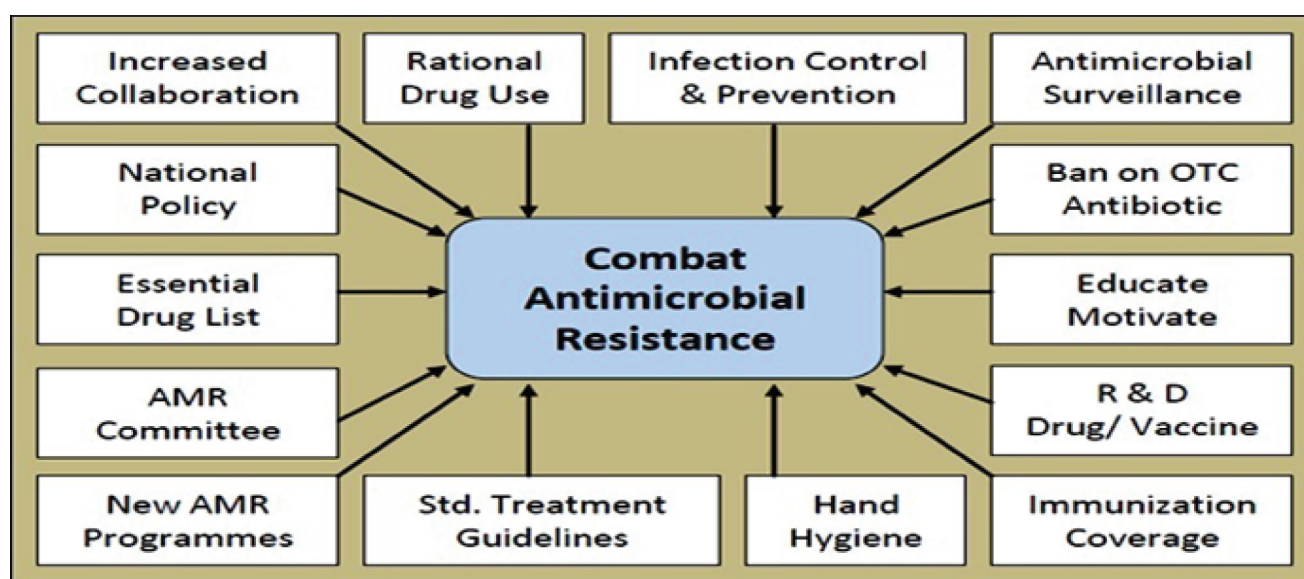 Increased
Collaboration
Rational
Drug Use
Infection Control
& Prevention
Antimicrobial
Surveillance
National
Policy
Ban on OTC
Antibiotic
Combat
Antimicrobial
Resistance
Essential
Drug List
Educate
Motivate
AMR
Committee
R & D
Drug/ Vaccine
New AMR
Programmes
Std. Treatment
Guidelines
Hand
Hygiene
Immunization
Coverage